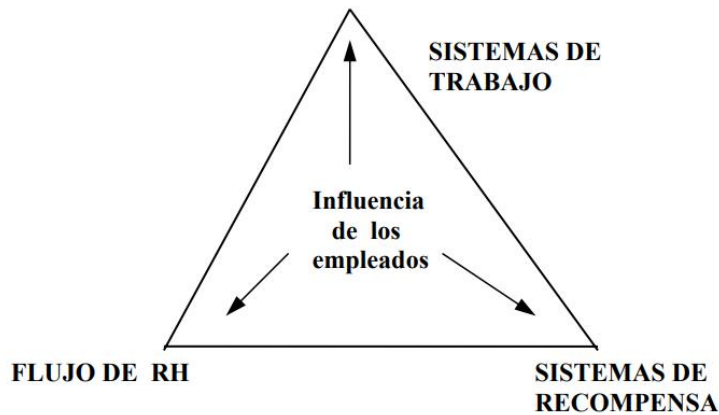 SISTEMAS DE
TRABAJO
Influencia
de los
empleados
FLUJO DE RH
SISTEMAS DE
RECOMPENSA